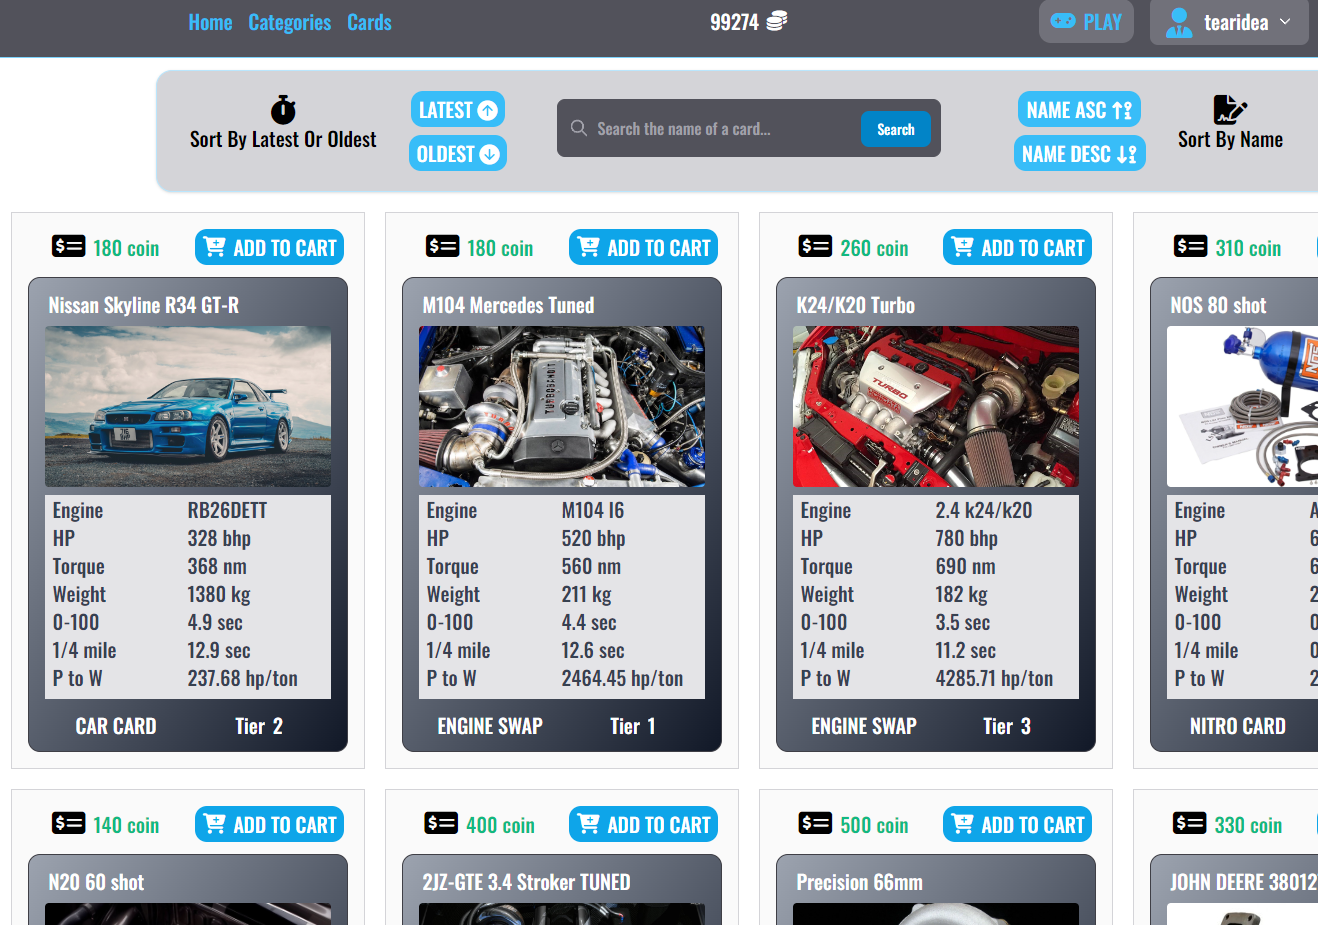 Home Categories Cards 99274 PLAY tearidea
Sort By Latest Or Oldest
LATEST
OLDEST
Search the name of a card... Search
NAME ASC
NAME DESC
Sort By Name
180 coin ADD TO CART
Nissan Skyline R34 GT-R
Engine RB26DETT
HP 328 bhp
Torque 368 nm
Weight 1380 kg
0-100 4.9 sec
1/4 mile 12.9 sec
P to W 237.68 hp/ton
CAR CARD Tier 2
180 coin ADD TO CART
M104 Mercedes Tuned
TURBOBANDIT
Engine M104 I6
HP 520 bhp
Torque 560 nm
Weight 211 kg
0-100 4.4 sec
1/4 mile 12.6 sec
P to W 2464.45 hp/ton
ENGINE SWAP Tier 1
260 coin ADD TO CART
K24/K20 Turbo
TURBO
Engine 2.4 k24/k20
HP 780 bhp
Torque 690 nm
Weight 182 kg
0-100 3.5 sec
1/4 mile 11.2 sec
P to W 4285.71 hp/ton
ENGINE SWAP Tier 3
310 coin
NOS 80 shot
Engine
HP
Torque
Weight
0-100
1/4 mile
P to W
NITRO CARD
140 coin ADD TO CART
N20 60 shot
400 coin ADD TO CART
2JZ-GTE 3.4 Stroker TUNED
500 coin ADD TO CART
Precision 66mm
330 coin
JOHN DEERE 38012